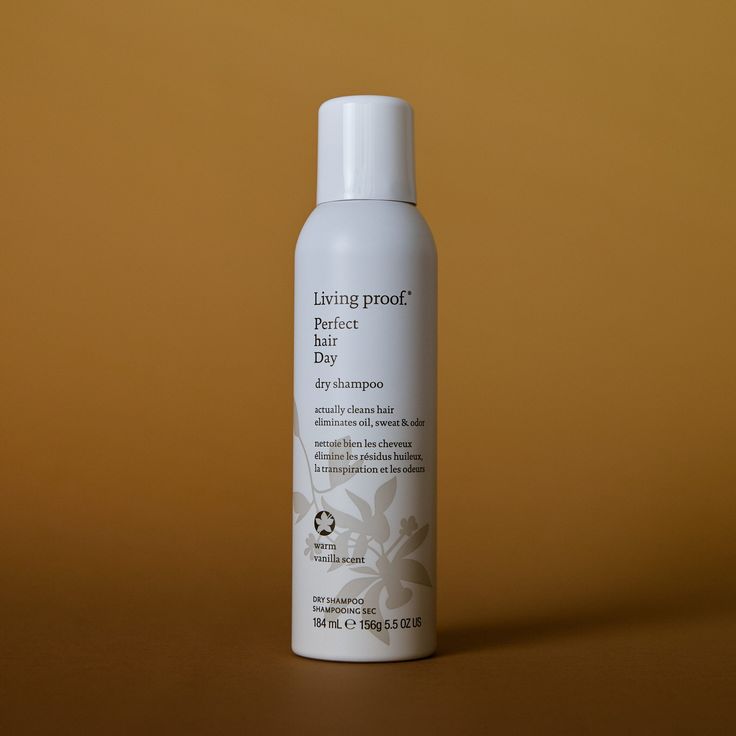 Living proof.®
Perfect
hair
Day
dry shampoo
actually cleans hair
eliminates oil, sweat & odor
nettoie bien les cheveux
élimine les résidus huileux,
la transpiration et les odeurs
warm
vanilla scent
DRY SHAMPOO
SHAMPOOING SEC
184 mL ℮ 156g 5.5 OZ US